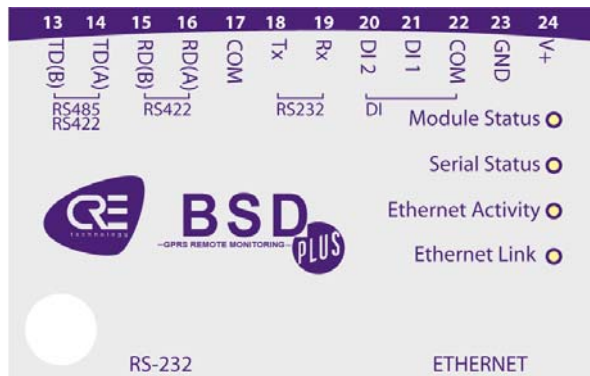 13 14 15 16 17 18 19 20 21 22 23 24
TD(B) TD(A) RD(B) RD(A) COM Tx Rx DI 2 DI 1 COM GND V+
RS485 RS422 RS232 DI
RS422
Module Status
Serial Status
Ethernet Activity
Ethernet Link
CRE
technology
BSD
GPRS REMOTE MONITORING
PLUS
RS-232 ETHERNET